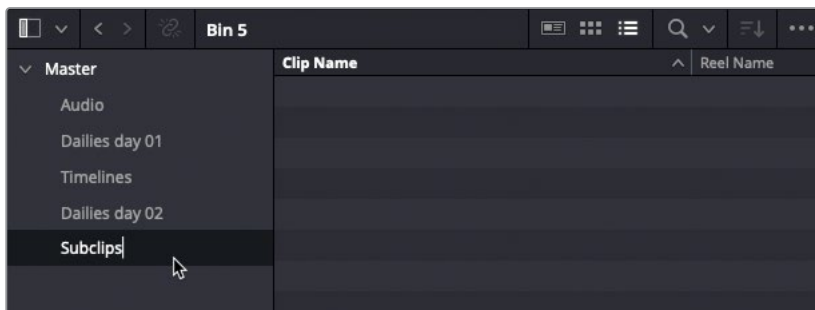 Bin 5
Master
Clip Name
Reel Name
Audio
Dailies day 01
Timelines
Dailies day 02
Subclips